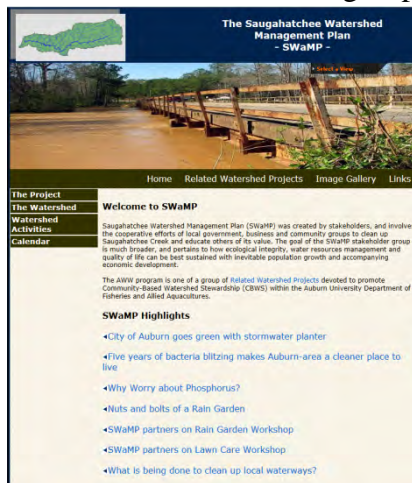 The Saugahatchee Watershed
Management Plan
- SWaMP -
Select a View
Home Related Watershed Projects Image Gallery Links
The Project
The Watershed
Watershed
Activities
Calendar
Welcome to SWaMP
Saugahatchee Watershed Management Plan (SWaMP) was created by stakeholders, and involve
the cooperative efforts of local government, business and community groups to clean up
Saugahatchee Creek and educate others of its value. The goal of the SWaMP stakeholder group
is much broader, and pertains to how ecological integrity, water resources management and
quality of life can be best sustained with inevitable population growth and accompanying
economic development.
The AWW program is one of a group of Related Watershed Projects devoted to promote
Community-Based Watershed Stewardship (CBWS) within the Auburn University Department of
Fisheries and Allied Aquacultures.
SWaMP Highlights
◂City of Auburn goes green with stormwater planter
◂Five years of bacteria blitzing makes Auburn-area a cleaner place to
live
◂Why Worry about Phosphorus?
◂Nuts and bolts of a Rain Garden
◂SWaMP partners on Rain Garden Workshop
◂SWaMP partners on Lawn Care Workshop
◂What is being done to clean up local waterways?